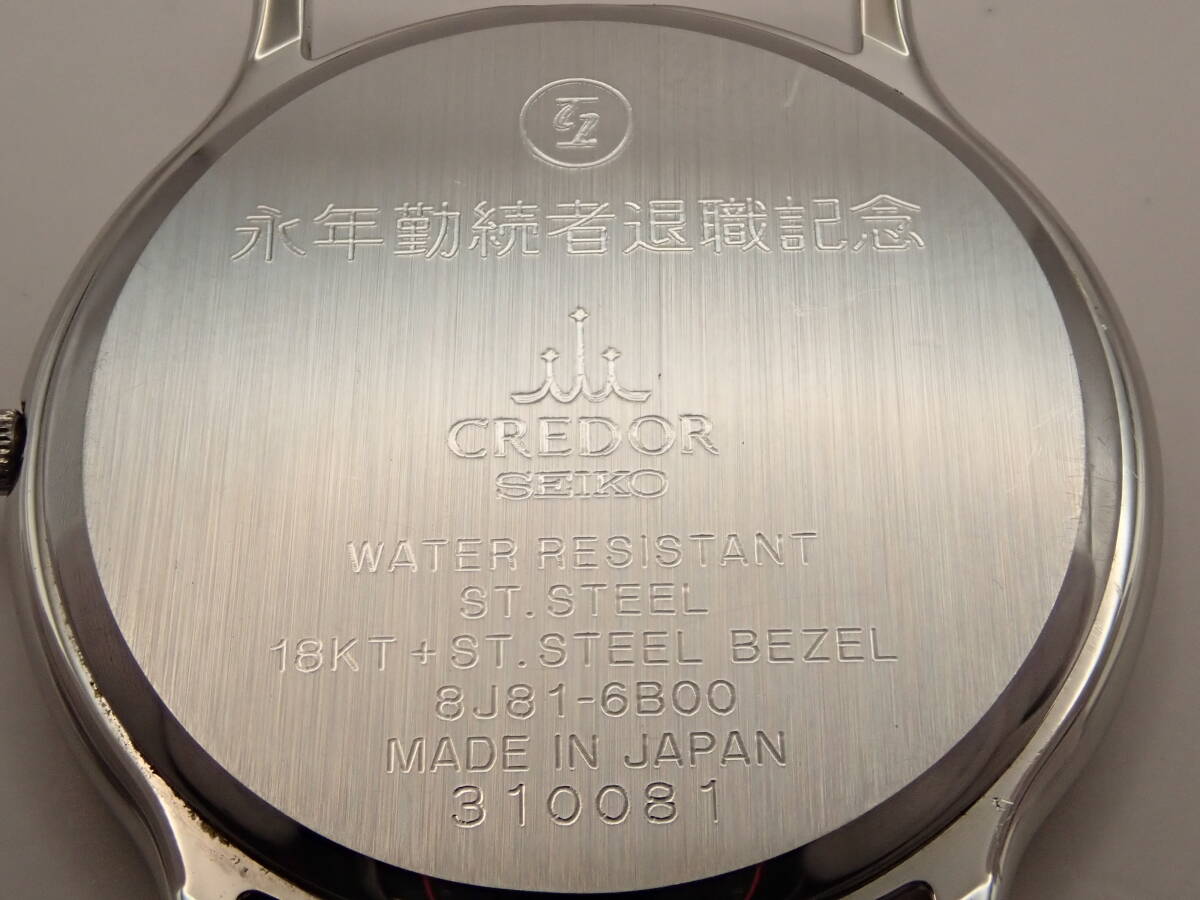 永年勤続者退職記念
CREDOR
SEIKO
WATER RESISTANT
ST. STEEL
18KT + ST. STEEL BEZEL
8J81-6B00
MADE IN JAPAN
310081